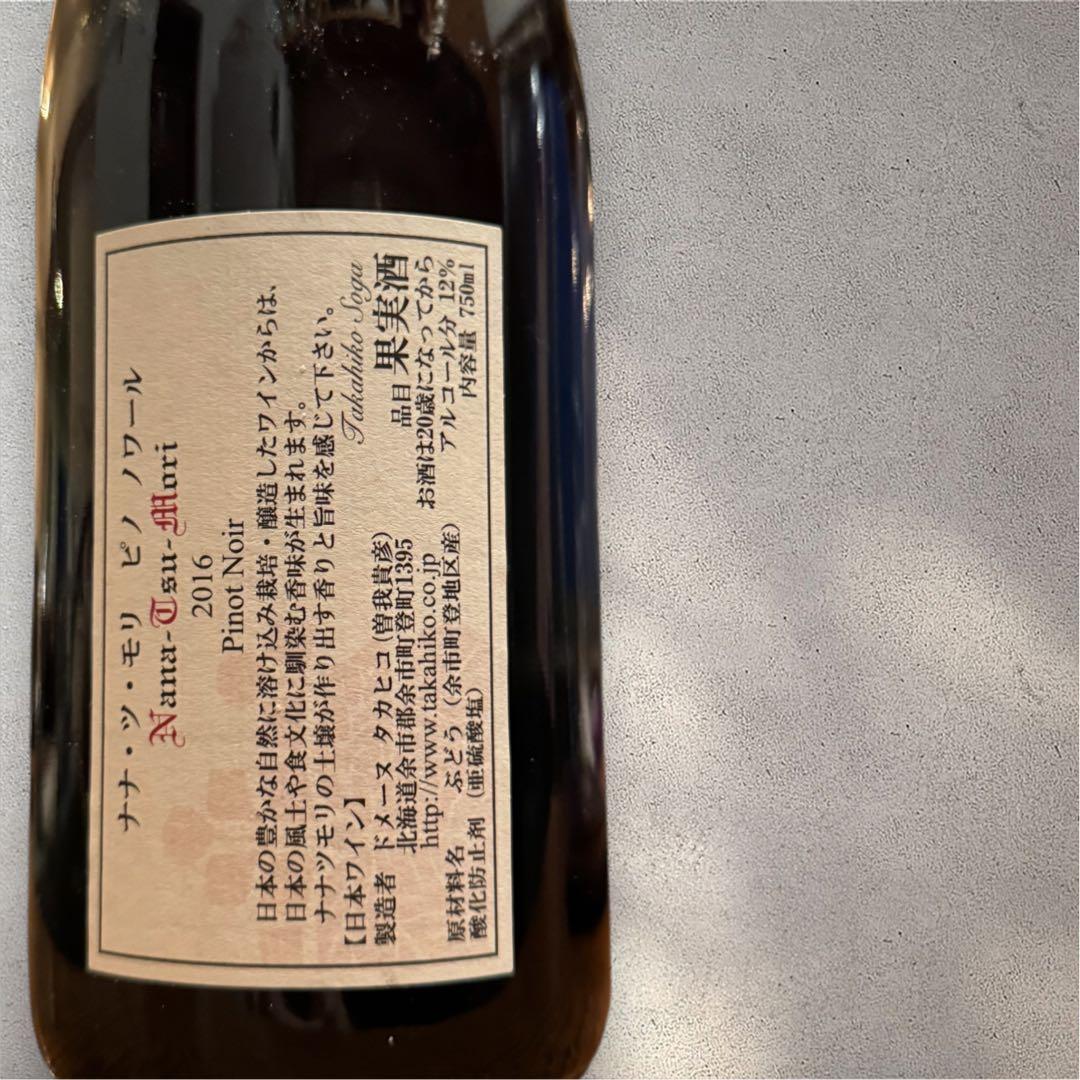 ナナ・ツ・モリ ピノ ノワール
Nana-Tsu-Mori
2016
Pinot Noir
日本の豊かな自然に溶け込み栽培・醸造したワインからは、
日本の風土や食文化に馴染む香味が生まれます。
ナナツモリの土壌が作り出す香りと旨味を感じて下さい。
【日本ワイン】 Takahiko Soga
製造者 ドメーヌ タカヒコ(曽我貴彦)
北海道余市郡余市町登町1395
http://www.takahiko.co.jp
原材料名 ぶどう(余市町登地区産)
酸化防止剤(亜硫酸塩)
品目 果実酒
お酒は20歳になってから
アルコール分 12%
内容量 750ml